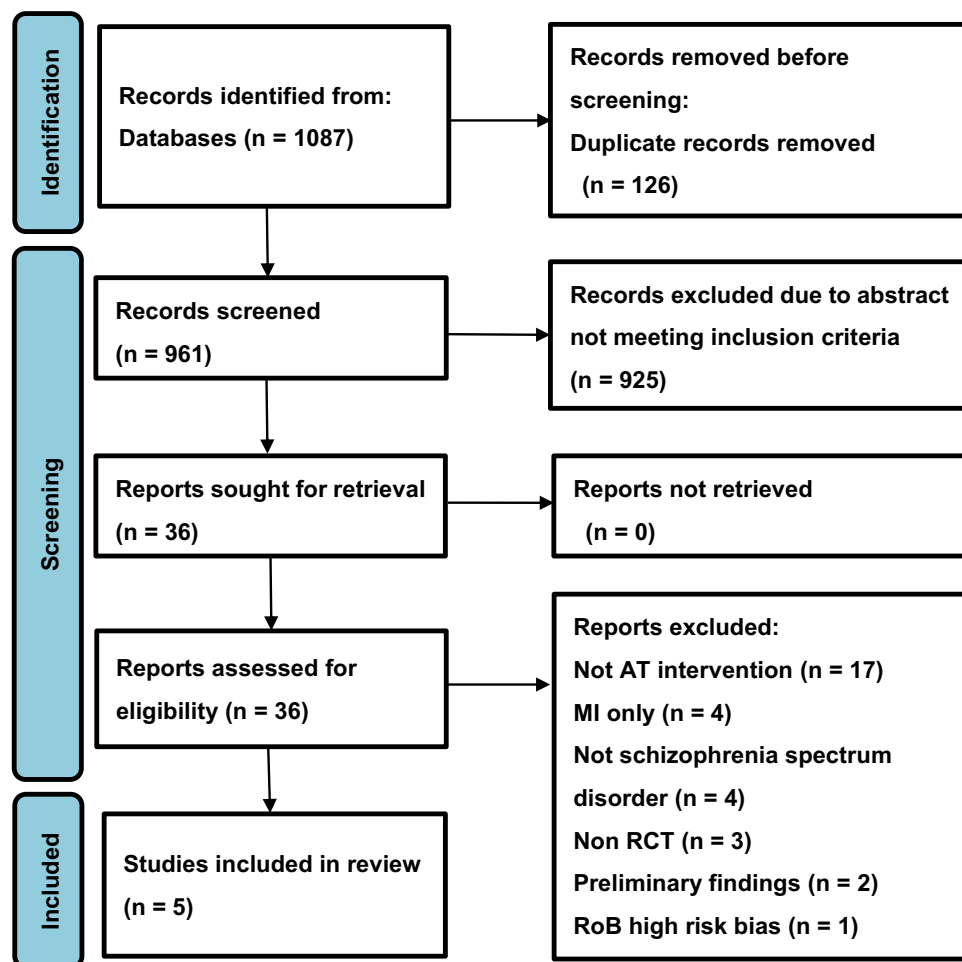 Identification
Records identified from:
Databases (n = 1087)
Records removed before
screening:
Duplicate records removed
(n = 126)
Screening
Records screened
(n = 961)
Records excluded due to abstract
not meeting inclusion criteria
(n = 925)
Reports sought for retrieval
(n = 36)
Reports not retrieved
(n = 0)
Reports assessed for
eligibility (n = 36)
Reports excluded:
Not AT intervention (n = 17)
MI only (n = 4)
Not schizophrenia spectrum
disorder (n = 4)
Non RCT (n = 3)
Preliminary findings (n = 2)
RoB high risk bias (n = 1)
Included
Studies included in review
(n = 5)